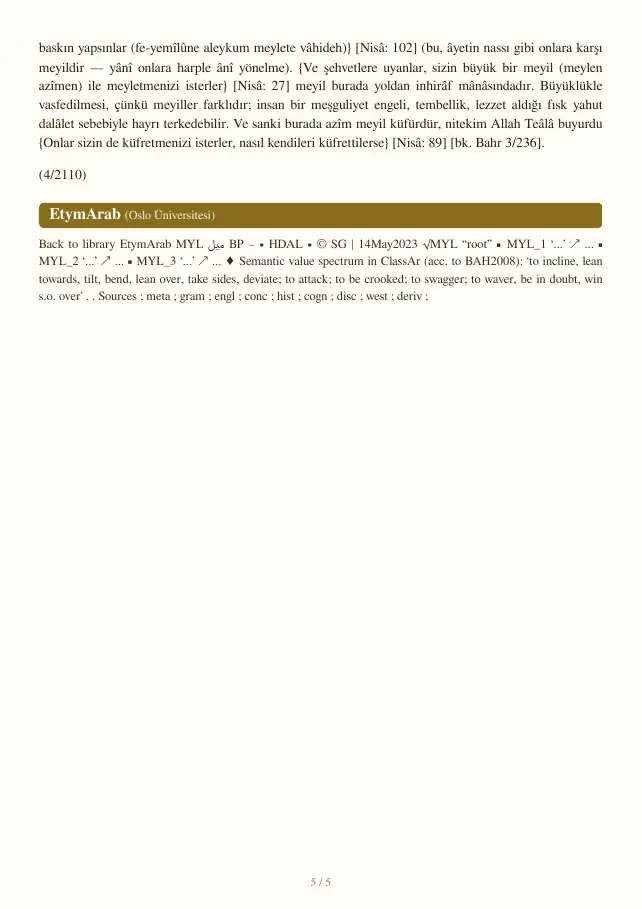 baskın yapsınlar (fe-yemîlûne aleykum meylete vâhideh)} [Nisâ: 102] (bu, âyetin nassı gibi onlara karşı
meyildir — yânî onlara harple ânî yönelme). {Ve şehvetlere uyanlar, sizin büyük bir meyil (meylen
azîmen) ile meyletmenizi isterler} [Nisâ: 27] meyil burada yoldan inhirâf mânâsındadır. Büyüklükle
vasfedilmesi, çünkü meyiller farklıdır; insan bir meşguliyet engeli, tembellik, lezzet aldığı fısk yahut
dalâlet sebebiyle hayrı terkedebilir. Ve sanki burada azîm meyil küfürdür, nitekim Allah Teâlâ buyurdu
{Onlar sizin de küfretmenizi isterler, nasıl kendileri küfrettilerse} [Nisâ: 89] [bk. Bahr 3/236].
(4/2110)
EtymArab (Oslo Üniversitesi)
Back to library EtymArab MYL ميل BP – • HDAL • © SG | 14May2023 √MYL “root” ▪ MYL_1 ‘...’ ↗ ... ▪
MYL_2 ‘...’ ↗ ... ▪ MYL_3 ‘...’ ↗ ... ♦ Semantic value spectrum in ClassAr (acc. to BAH2008): ‘to incline, lean
towards, tilt, bend, lean over, take sides, deviate; to attack; to be crooked; to swagger; to waver, be in doubt, win
s.o. over’ . . Sources ; meta ; gram ; engl ; conc ; hist ; cogn ; disc ; west ; deriv ;
5 / 5